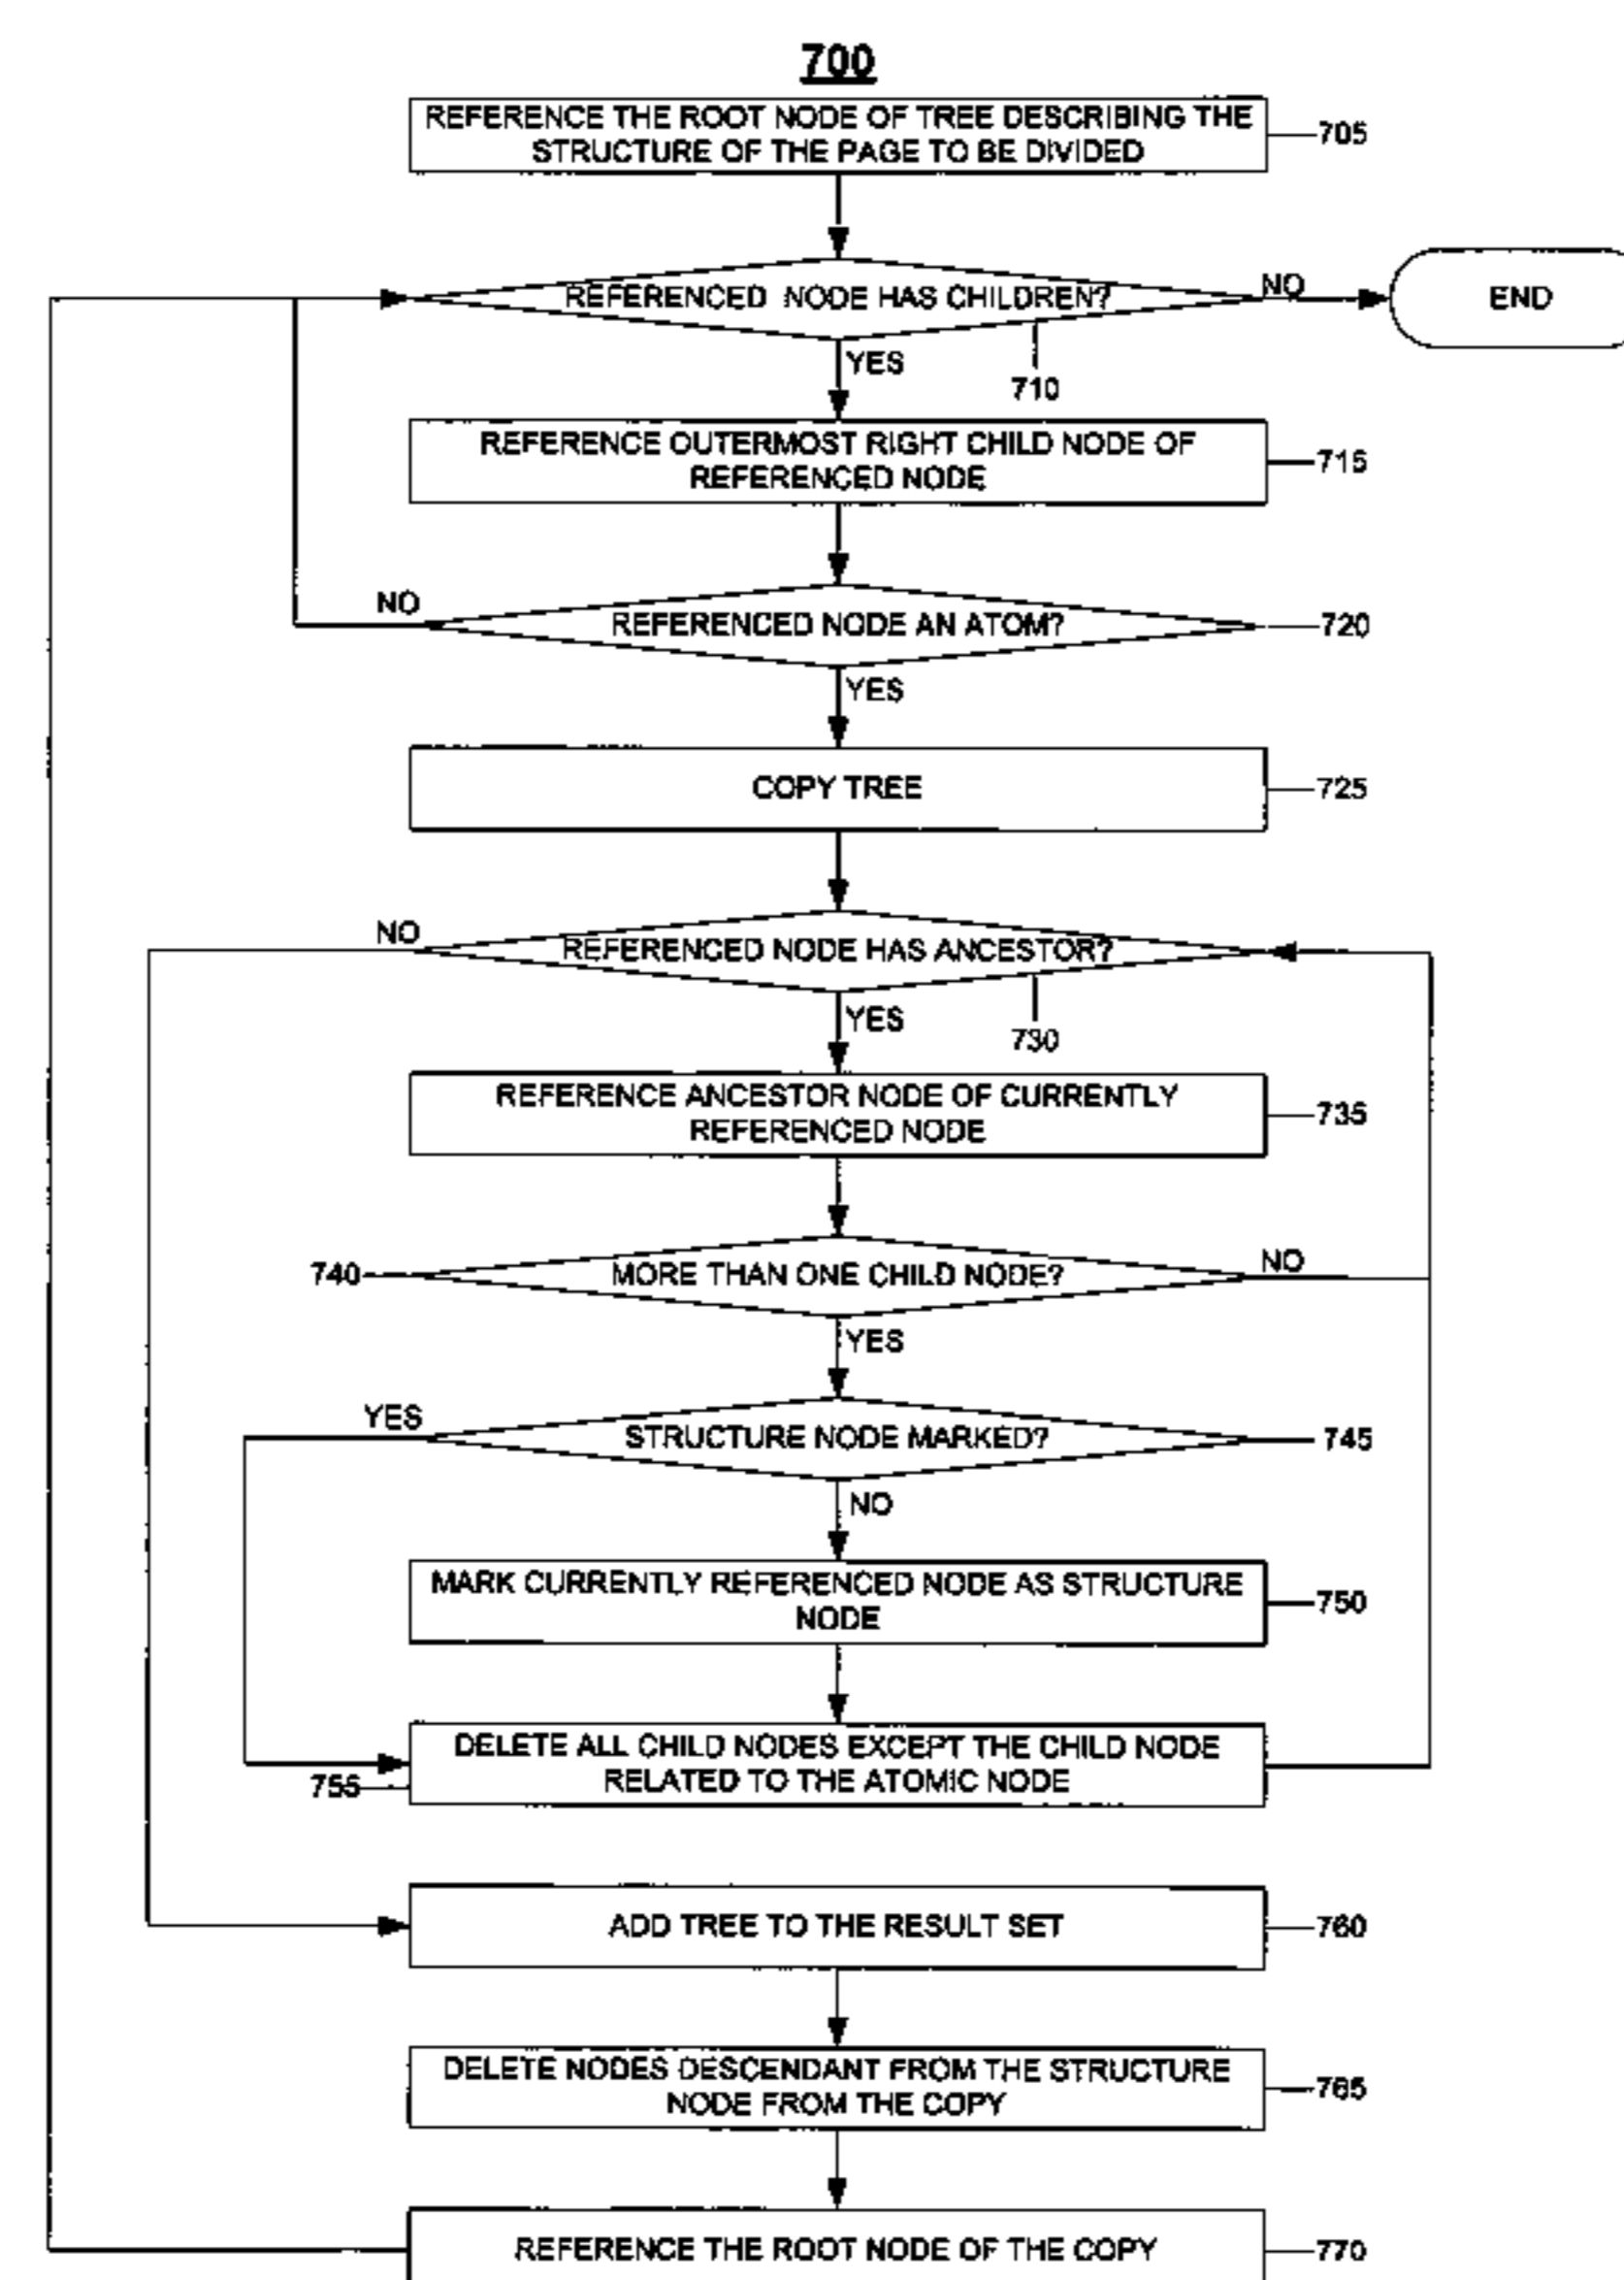 700
REFERENCE THE ROOT NODE OF TREE DESCRIBING THE
STRUCTURE OF THE PAGE TO BE DIVIDED
705
REFERENCED NODE HAS CHILDREN?
NO
END
YES
710
REFERENCE OUTERMOST RIGHT CHILD NODE OF
REFERENCED NODE
715
NO
REFERENCED NODE AN ATOM?
720
YES
COPY TREE
725
NO
REFERENCED NODE HAS ANCESTOR?
YES
730
REFERENCE ANCESTOR NODE OF CURRENTLY
REFERENCED NODE
735
740
MORE THAN ONE CHILD NODE?
NO
YES
YES
STRUCTURE NODE MARKED?
745
NO
MARK CURRENTLY REFERENCED NODE AS STRUCTURE
NODE
750
DELETE ALL CHILD NODES EXCEPT THE CHILD NODE
RELATED TO THE ATOMIC NODE
755
ADD TREE TO THE RESULT SET
760
DELETE NODES DESCENDANT FROM THE STRUCTURE
NODE FROM THE COPY
765
REFERENCE THE ROOT NODE OF THE COPY
770